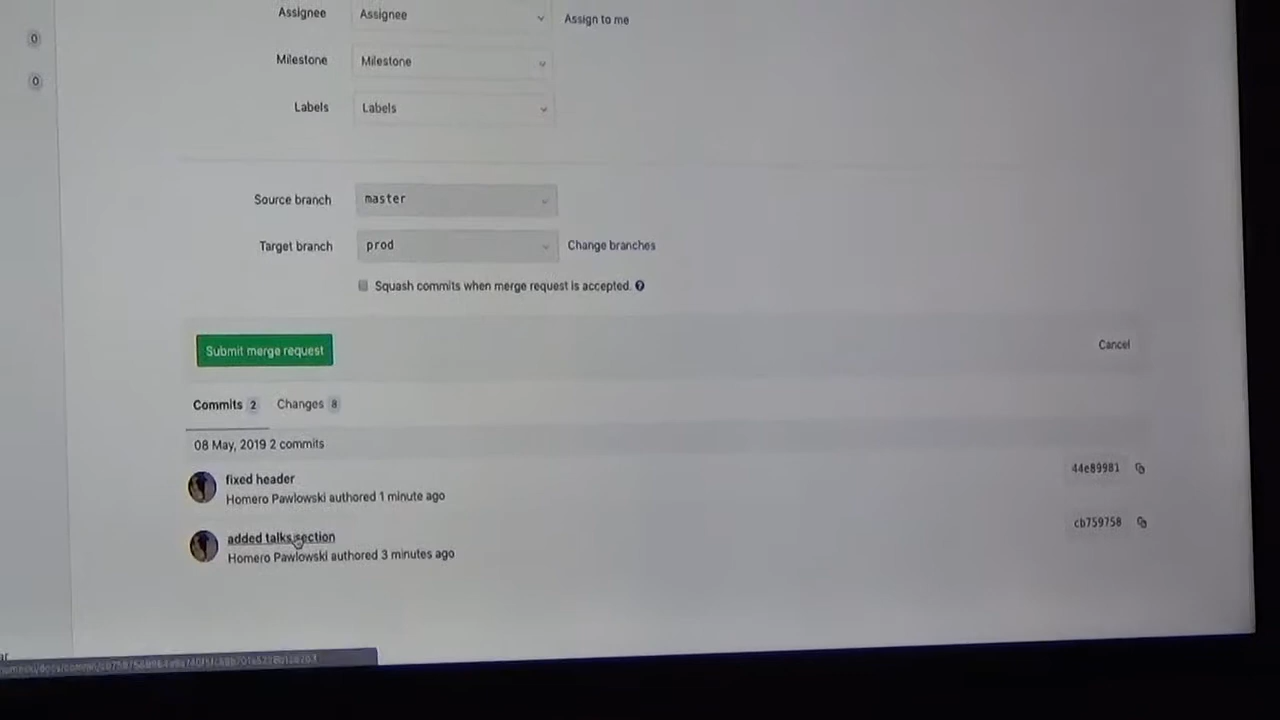 Assignee Assignee Assign to me
0
Milestone Milestone
0
Labels Labels
Source branch master
Target branch prod Change branches
Squash commits when merge request is accepted. ?
Submit merge request Cancel
Commits 2 Changes 8
08 May, 2019 2 commits
fixed header 44e89981
Homero Pawlowski authored 1 minute ago
added talks section cb759758
Homero Pawlowski authored 3 minutes ago